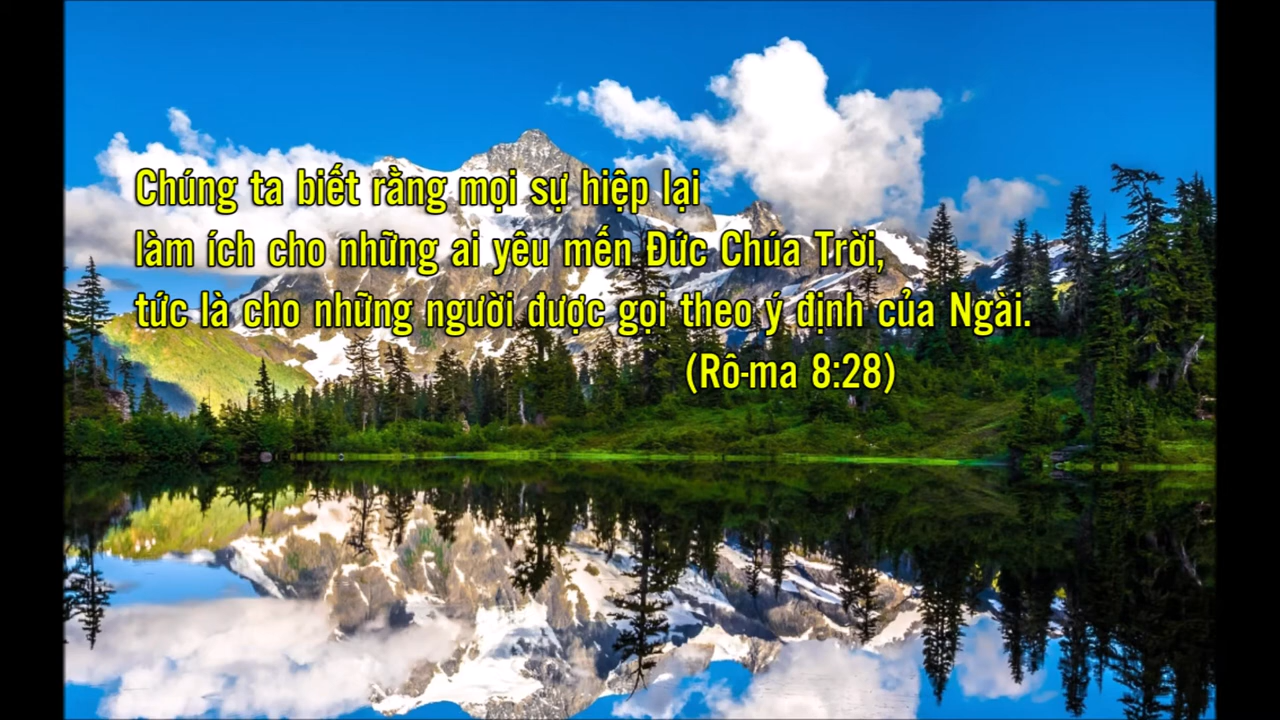 Chúng ta biết rằng mọi sự hiệp lại
làm ích cho những ai yêu mến Đức Chúa Trời,
tức là cho những người được gọi theo ý định của Ngài.
(Rô-ma 8:28)